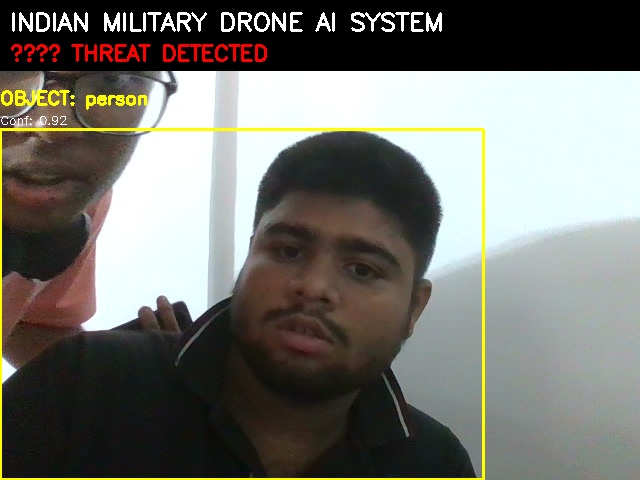 INDIAN MILITARY DRONE AI SYSTEM
???? THREAT DETECTED
OBJECT: person
Conf: 0.92